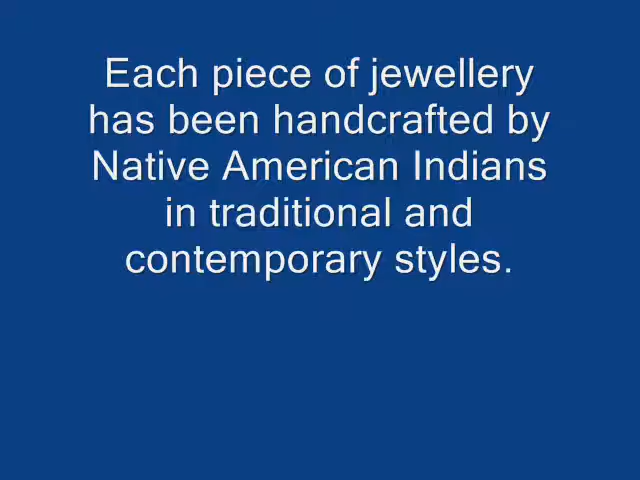 Each piece of jewellery
has been handcrafted by
Native American Indians
in traditional and
contemporary styles.